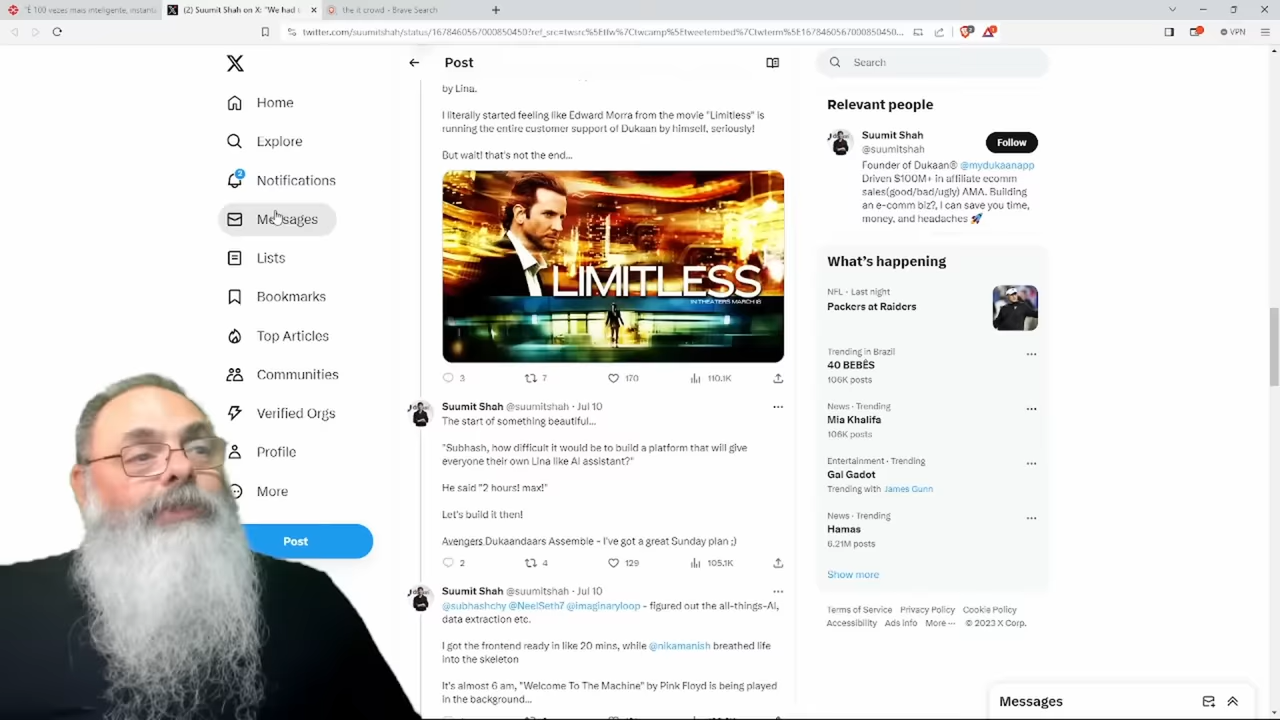 "É 100 vezes mais inteligente, instanta
(2) Suumit Shah on X: "We had t
the it crowd - Brave Search
twitter.com/suumitshah/status/1678460567000850450?ref_src=twsrc%5Etfw%7Ctwcamp%5Etweetembed%7Ctwterm%5E1678460567000850450...
VPN
Post
Search
Home
Explore
2
Notifications
Messages
Lists
Bookmarks
Top Articles
Communities
Verified Orgs
Profile
More
Post
by Lina.
I literally started feeling like Edward Morra from the movie "Limitless" is
running the entire customer support of Dukaan by himself, seriously!
But wait! that's not the end...
LIMITLESS
IN THEATERS MARCH 18
3
7
170
110.1K
Suumit Shah @suumitshah · Jul 10
The start of something beautiful...
"Subhash, how difficult it would be to build a platform that will give
everyone their own Lina like AI assistant?"
He said "2 hours! max!"
Let's build it then!
Avengers Dukaandaars Assemble - I've got a great Sunday plan ;)
2
4
129
105.1K
Suumit Shah @suumitshah · Jul 10
@subhashchy @NeelSeth7 @imaginaryloop - figured out the all-things-AI,
data extraction etc.
I got the frontend ready in like 20 mins, while @nikamanish breathed life
into the skeleton
It's almost 6 am, "Welcome To The Machine" by Pink Floyd is being played
in the background...
Relevant people
Suumit Shah
@suumitshah
Follow
Founder of Dukaan® @mydukaanapp
Driven $100M+ in affiliate ecomm
sales(good/bad/ugly) AMA. Building
an e-comm biz?, I can save you time,
money, and headaches
What's happening
NFL · Last night
Packers at Raiders
Trending in Brazil
40 BEBÊS
106K posts
News · Trending
Mia Khalifa
106K posts
Entertainment · Trending
Gal Gadot
Trending with James Gunn
News · Trending
Hamas
6.21M posts
Show more
Terms of Service Privacy Policy Cookie Policy
Accessibility Ads info More ··· © 2023 X Corp.
Messages